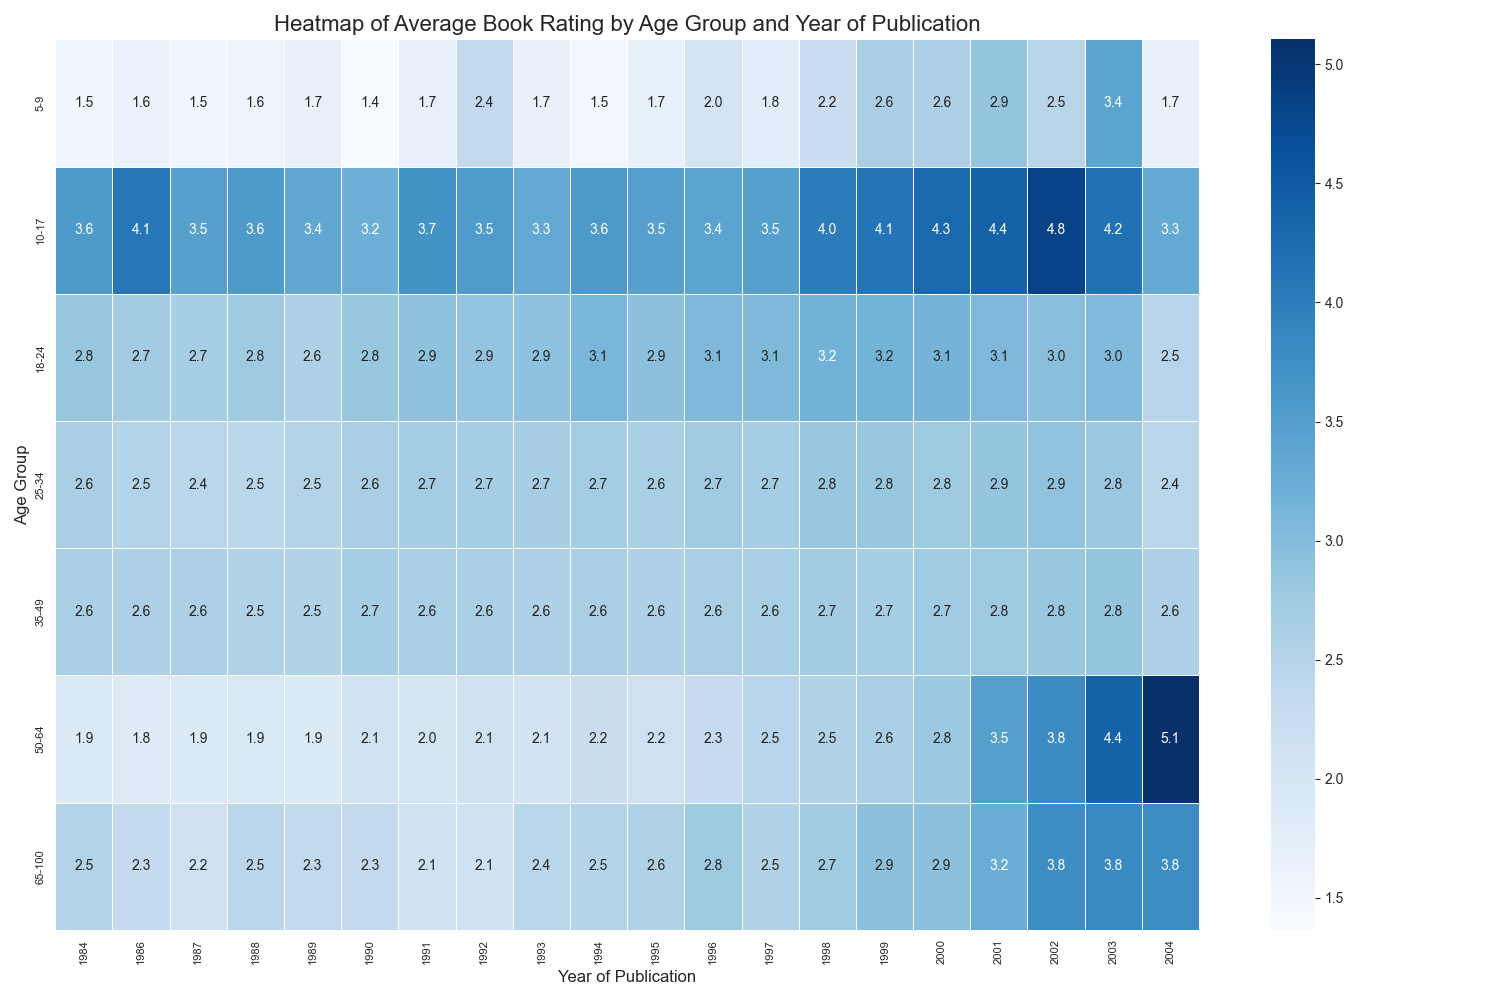 Heatmap of Average Book Rating by Age Group and Year of Publication
5-9 1.5 1.6 1.5 1.6 1.7 1.4 1.7 2.4 1.7 1.5 1.7 2.0 1.8 2.2 2.6 2.6 2.9 2.5 3.4 1.7
10-17 3.6 4.1 3.5 3.6 3.4 3.2 3.7 3.5 3.3 3.6 3.5 3.4 3.5 4.0 4.1 4.3 4.4 4.8 4.2 3.3
18-24 2.8 2.7 2.7 2.8 2.6 2.8 2.9 2.9 2.9 3.1 2.9 3.1 3.1 3.2 3.2 3.1 3.1 3.0 3.0 2.5
25-34 2.6 2.5 2.4 2.5 2.5 2.6 2.7 2.7 2.7 2.7 2.6 2.7 2.7 2.8 2.8 2.8 2.9 2.9 2.8 2.4
35-49 2.6 2.6 2.6 2.5 2.5 2.7 2.6 2.6 2.6 2.6 2.6 2.6 2.6 2.7 2.7 2.7 2.8 2.8 2.8 2.6
50-64 1.9 1.8 1.9 1.9 1.9 2.1 2.0 2.1 2.1 2.2 2.2 2.3 2.5 2.5 2.6 2.8 3.5 3.8 4.4 5.1
65-100 2.5 2.3 2.2 2.5 2.3 2.3 2.1 2.1 2.4 2.5 2.6 2.8 2.5 2.7 2.9 2.9 3.2 3.8 3.8 3.8
1984 1986 1987 1988 1989 1990 1991 1992 1993 1994 1995 1996 1997 1998 1999 2000 2001 2002 2003 2004
Year of Publication
Age Group
5.0
4.5
4.0
3.5
3.0
2.5
2.0
1.5